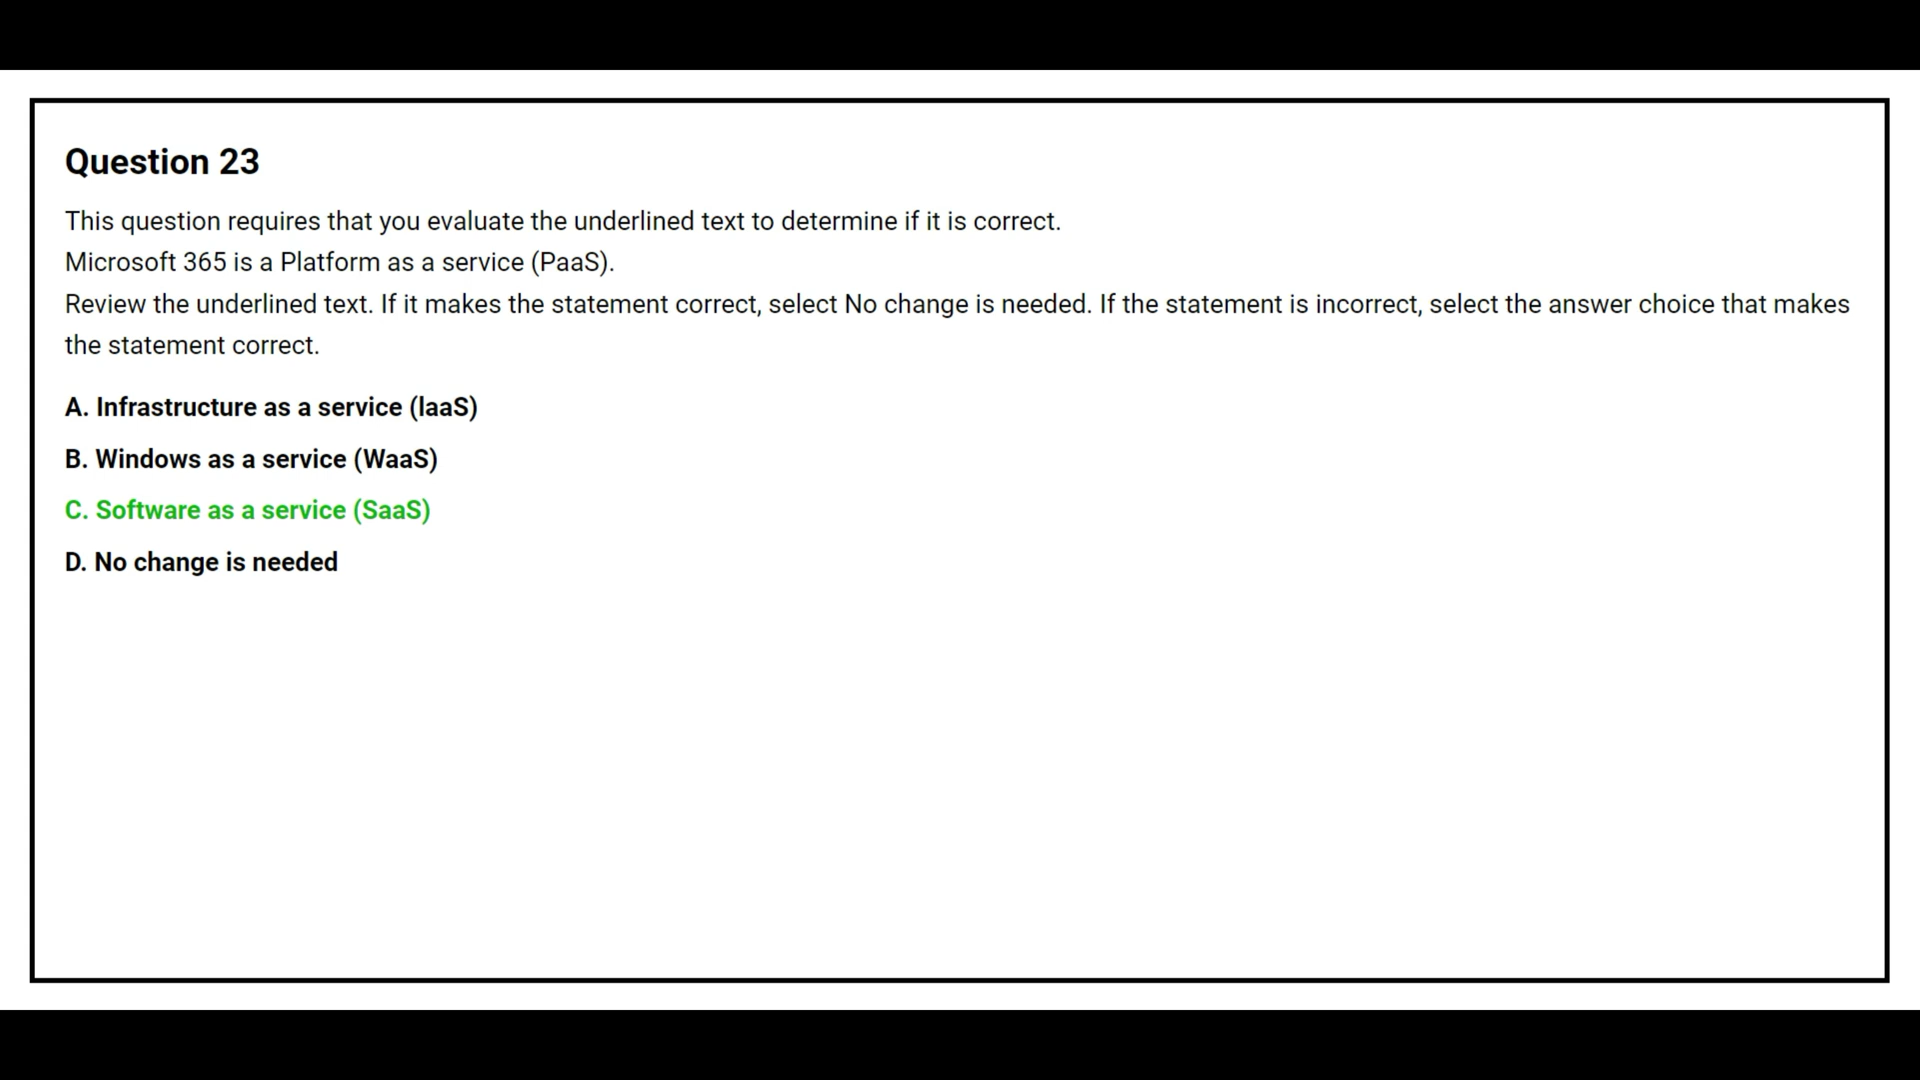 Question 23
This question requires that you evaluate the underlined text to determine if it is correct.
Microsoft 365 is a Platform as a service (PaaS).
Review the underlined text. If it makes the statement correct, select No change is needed. If the statement is incorrect, select the answer choice that makes
the statement correct.
A. Infrastructure as a service (IaaS)
B. Windows as a service (WaaS)
C. Software as a service (SaaS)
D. No change is needed